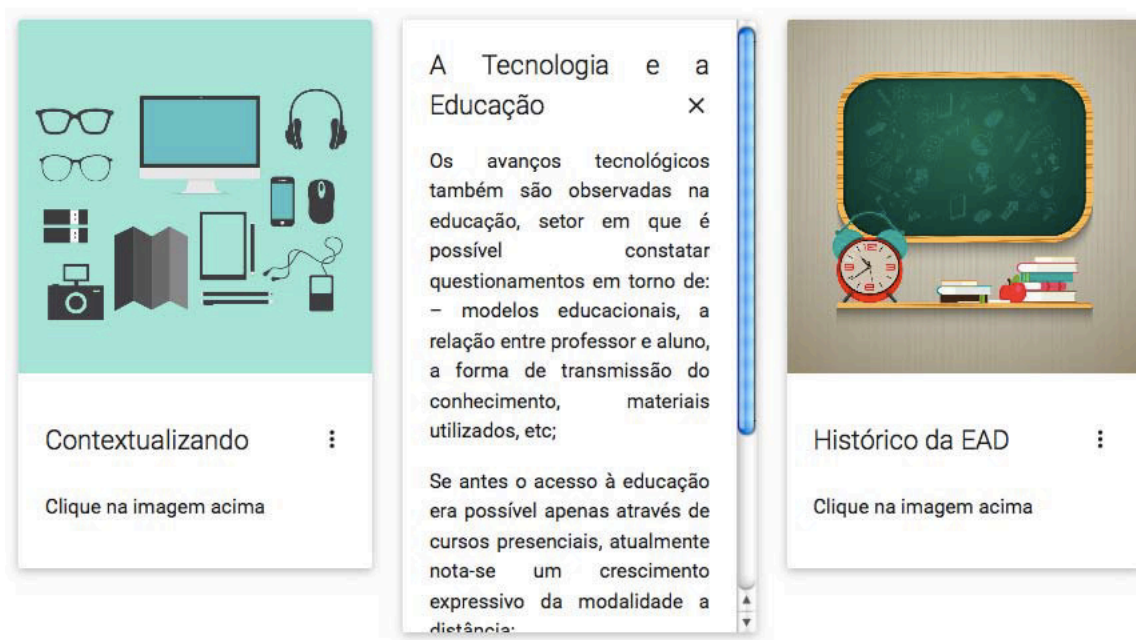 Contextualizando
Clique na imagem acima
A Tecnologia e a
Educação
Os avanços tecnológicos
também são observadas na
educação, setor em que é
possível constatar
questionamentos em torno de:
– modelos educacionais, a
relação entre professor e aluno,
a forma de transmissão do
conhecimento, materiais
utilizados, etc;
Se antes o acesso à educação
era possível apenas através de
cursos presenciais, atualmente
nota-se um crescimento
expressivo da modalidade a
distância;
Histórico da EAD
Clique na imagem acima